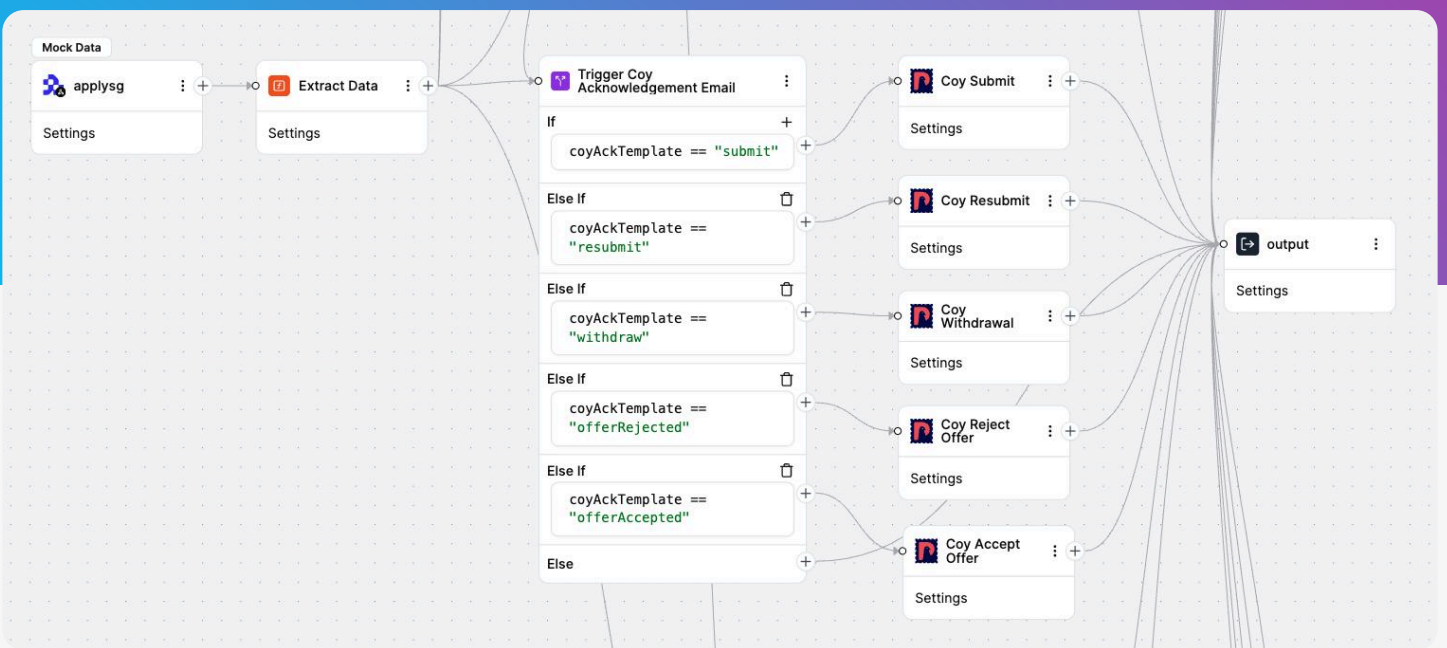 Mock Data
applysg
Settings
Extract Data
Settings
Trigger Coy
Acknowledgement Email
If
coyAckTemplate == "submit"
Else If
coyAckTemplate ==
"resubmit"
Else If
coyAckTemplate ==
"withdraw"
Else If
coyAckTemplate ==
"offerRejected"
Else If
coyAckTemplate ==
"offerAccepted"
Else
Coy Submit
Settings
Coy Resubmit
Settings
Coy
Withdrawal
Settings
Coy Reject
Offer
Settings
Coy Accept
Offer
Settings
output
Settings